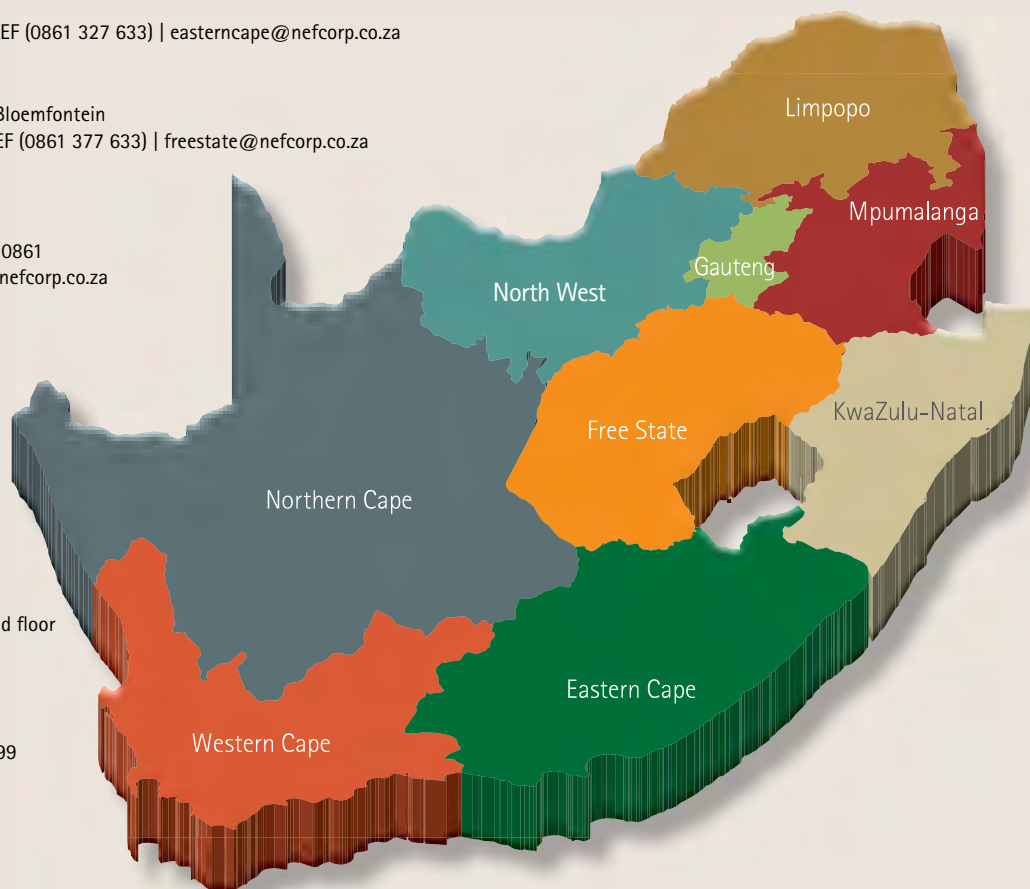 EF (0861 327 633) | easterncape@nefcorp.co.za
Bloemfontein
EF (0861 377 633) | freestate@nefcorp.co.za
0861
nefcorp.co.za
d floor
99
Limpopo
Mpumalanga
Gauteng
North West
KwaZulu-Natal
Free State
Northern Cape
Eastern Cape
Western Cape